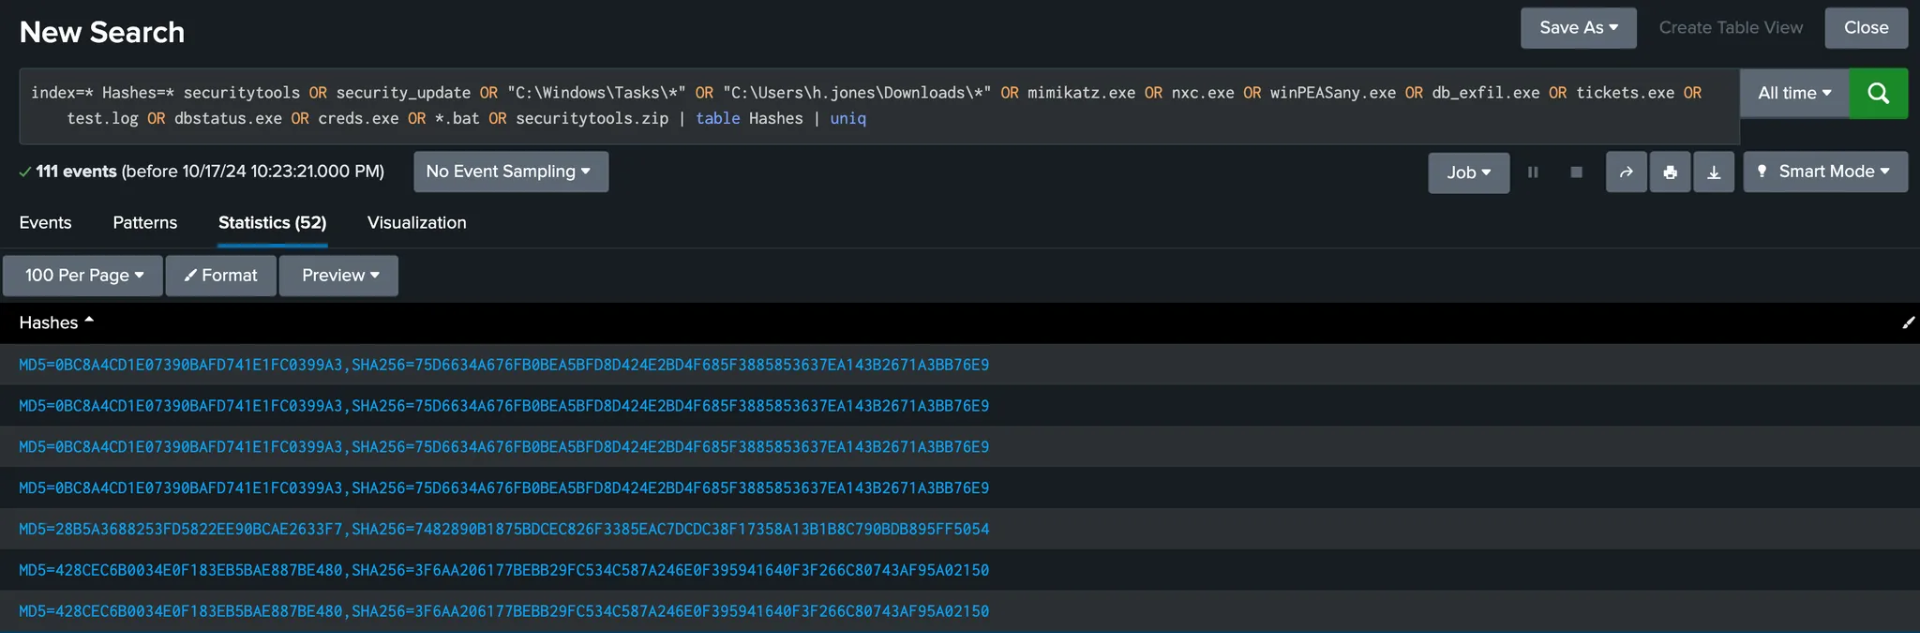 New Search
Save As
Create Table View
Close
index=* Hashes=* securitytools OR security_update OR "C:\Windows\Tasks\*" OR "C:\Users\h.jones\Downloads\*" OR mimikatz.exe OR nxc.exe OR winPEASany.exe OR db_exfil.exe OR tickets.exe OR
test.log OR dbstatus.exe OR creds.exe OR *.bat OR securitytools.zip | table Hashes | uniq
All time
111 events (before 10/17/24 10:23:21.000 PM)
No Event Sampling
Job
Smart Mode
Events
Patterns
Statistics (52)
Visualization
100 Per Page
Format
Preview
Hashes
MD5=0BC8A4CD1E07390BAFD741E1FC0399A3,SHA256=75D6634A676FB0BEA5BFD8D424E2BD4F685F3885853637EA143B2671A3BB76E9
MD5=0BC8A4CD1E07390BAFD741E1FC0399A3,SHA256=75D6634A676FB0BEA5BFD8D424E2BD4F685F3885853637EA143B2671A3BB76E9
MD5=0BC8A4CD1E07390BAFD741E1FC0399A3,SHA256=75D6634A676FB0BEA5BFD8D424E2BD4F685F3885853637EA143B2671A3BB76E9
MD5=0BC8A4CD1E07390BAFD741E1FC0399A3,SHA256=75D6634A676FB0BEA5BFD8D424E2BD4F685F3885853637EA143B2671A3BB76E9
MD5=28B5A3688253FD5822EE90BCAE2633F7,SHA256=7482890B1875BDCEC826F3385EAC7DCDC38F17358A13B1B8C790BDB895FF5054
MD5=428CEC6B0034E0F183EB5BAE887BE480,SHA256=3F6AA206177BEBB29FC534C587A246E0F395941640F3F266C80743AF95A02150
MD5=428CEC6B0034E0F183EB5BAE887BE480,SHA256=3F6AA206177BEBB29FC534C587A246E0F395941640F3F266C80743AF95A02150